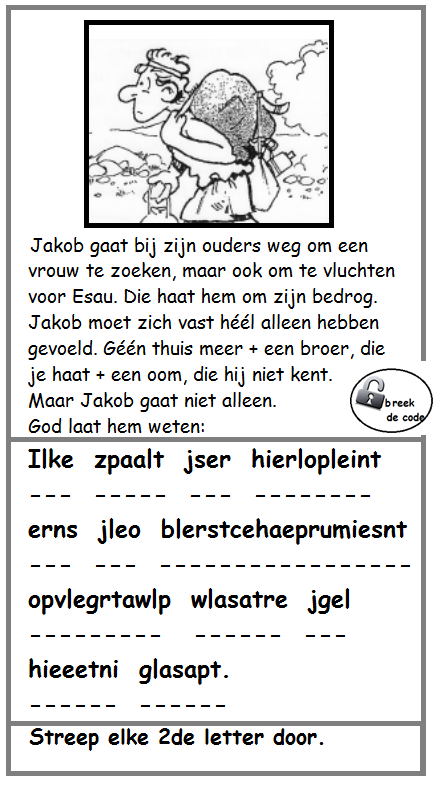 Jakob gaat bij zijn ouders weg om een
vrouw te zoeken, maar ook om te vluchten
voor Esau. Die haat hem om zijn bedrog.
Jakob moet zich vast héél alleen hebben
gevoeld. Géén thuis meer + een broer, die
je haat + een oom, die hij niet kent.
Maar Jakob gaat niet alleen.
God laat hem weten:
breek
de code
Ilke zpaalt jser hierlopleint
--- ----- --- --------
erns jleo blerstcehaeprumiesnt
--- --- -----------------
opvlegrtawlp wlasatre jgel
--------- ------ ---
hieeetni glasapt.
------ ------
Streep elke 2de letter door.